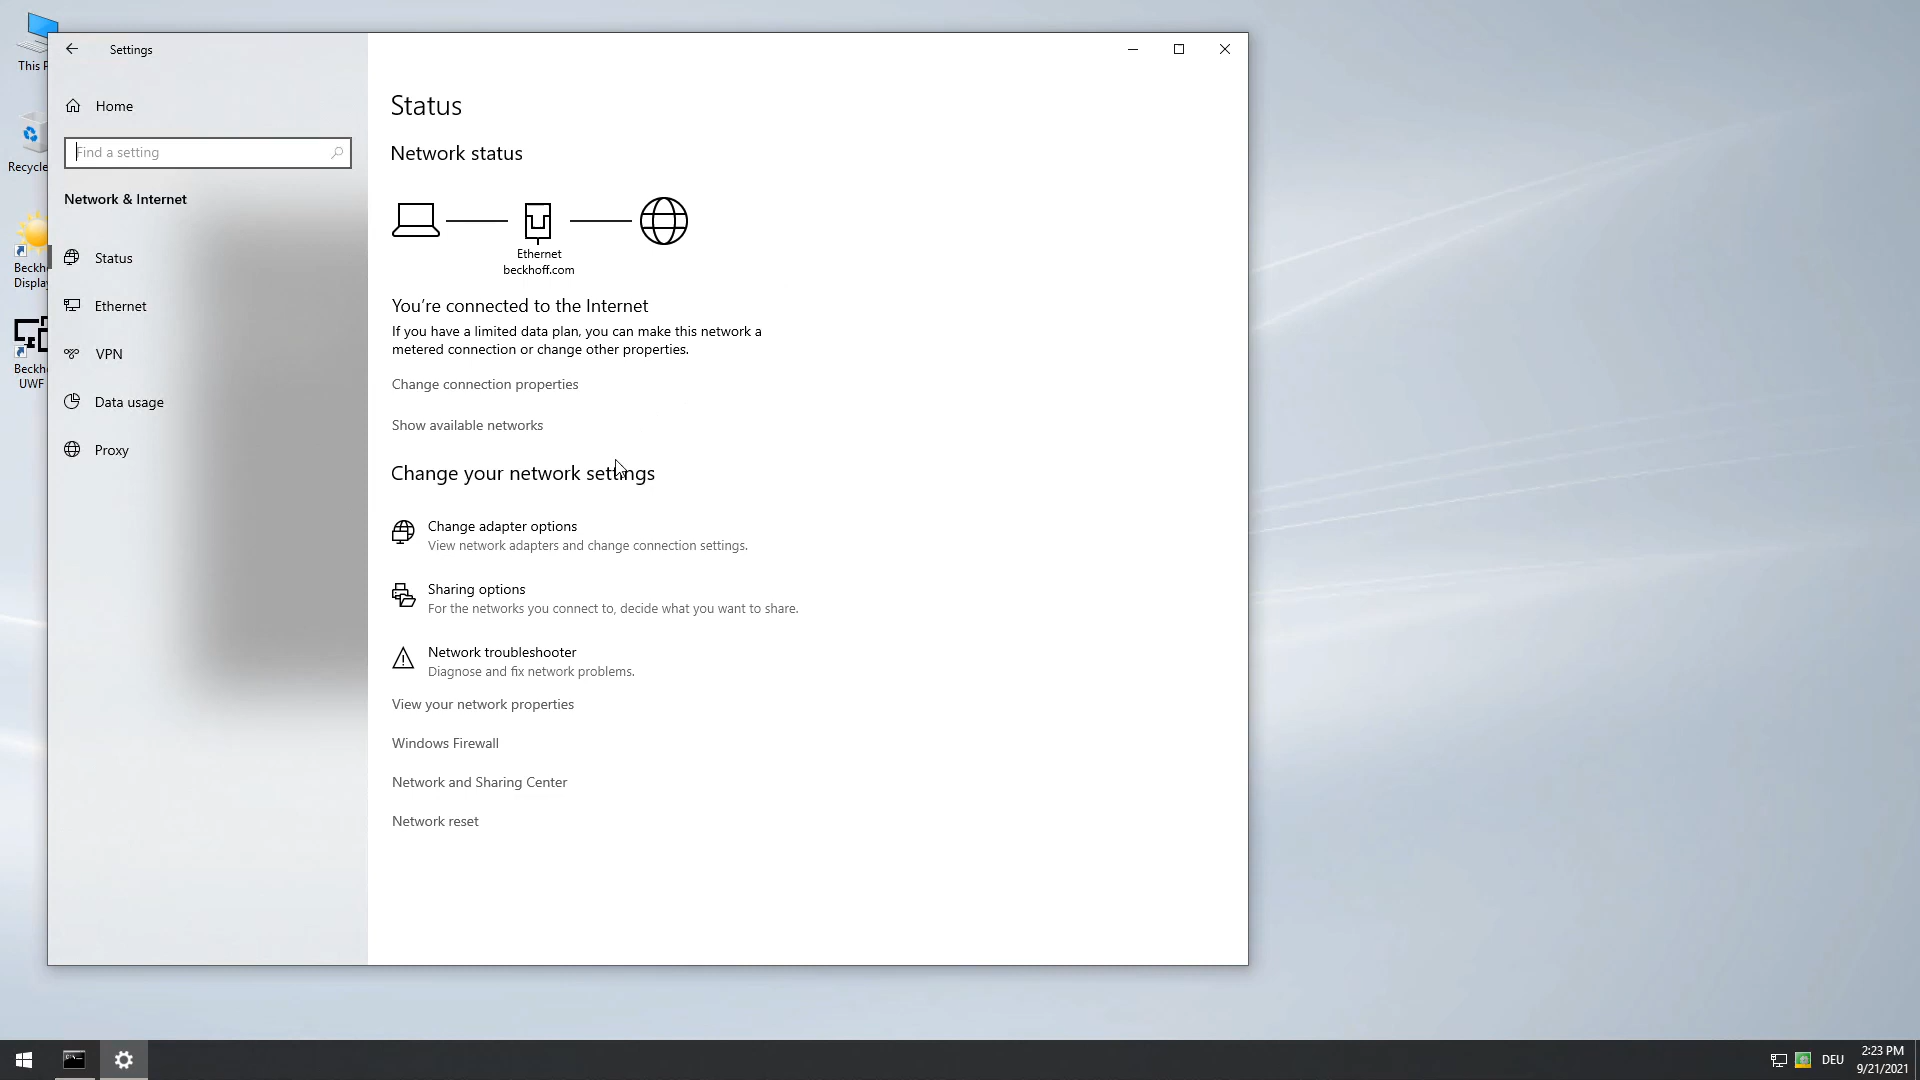 This P
Recycle
Beckh
Display
Beckh
UWF
Settings
Home
Find a setting
Network & Internet
Status
Ethernet
VPN
Data usage
Proxy
Status
Network status
Ethernet
beckhoff.com
You're connected to the Internet
If you have a limited data plan, you can make this network a
metered connection or change other properties.
Change connection properties
Show available networks
Change your network settings
Change adapter options
View network adapters and change connection settings.
Sharing options
For the networks you connect to, decide what you want to share.
Network troubleshooter
Diagnose and fix network problems.
View your network properties
Windows Firewall
Network and Sharing Center
Network reset
DEU
2:23 PM
9/21/2021